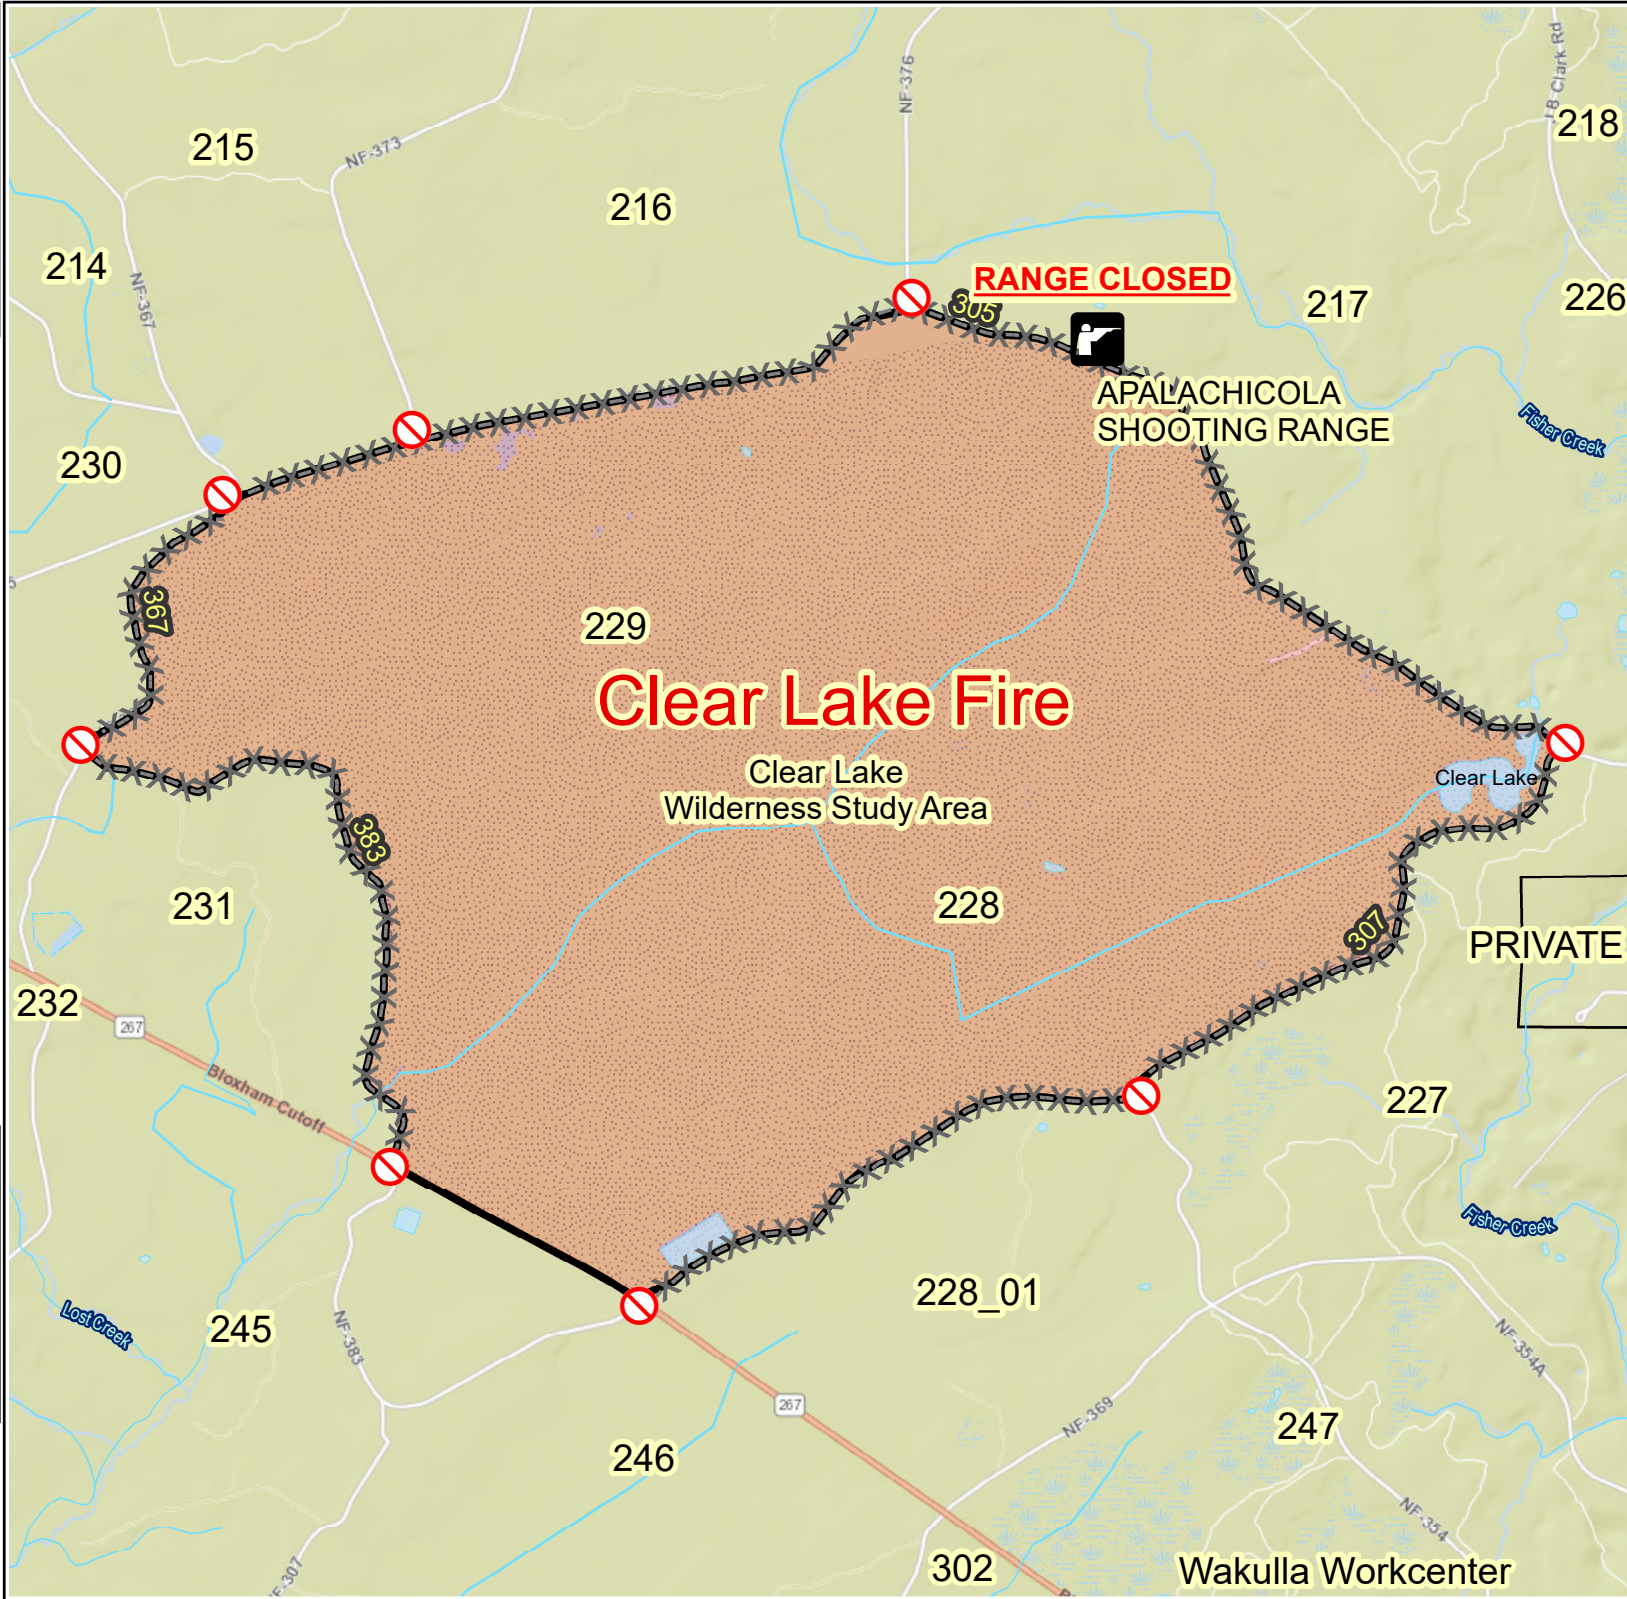 NF-376
J B Clark Rd
218
215
NF-373
216
214
NF-367
RANGE CLOSED
305
217
226
APALACHICOLA
SHOOTING RANGE
Fisher Creek
230
367
229
Clear Lake Fire
Clear Lake
Wilderness Study Area
Clear Lake
383
231
228
307
PRIVATE
232
267
Bloxham Cutoff
227
Fisher Creek
228_01
Lost Creek
245
NF-383
NF-354A
267
NF-369
247
246
NF-354
302
Wakulla Workcenter